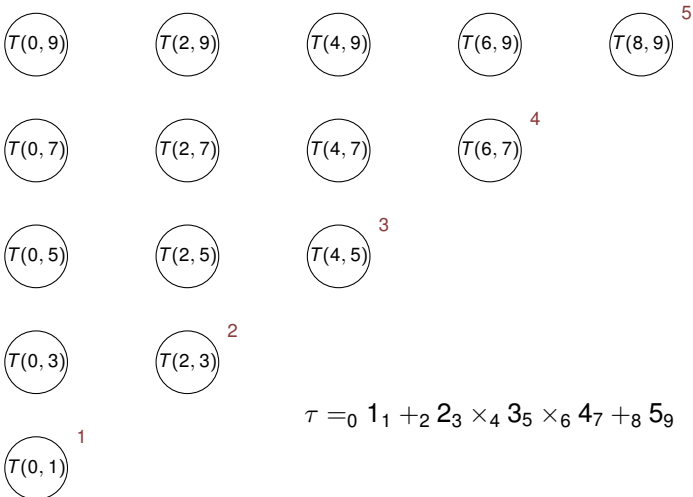 5
T(0, 9) T(2, 9) T(4, 9) T(6, 9) T(8, 9)
4
T(0, 7) T(2, 7) T(4, 7) T(6, 7)
3
T(0, 5) T(2, 5) T(4, 5)
2
T(0, 3) T(2, 3)
τ =₀ 1₁ +₂ 2₃ ×₄ 3₅ ×₆ 4₇ +₈ 5₉
1
T(0, 1)